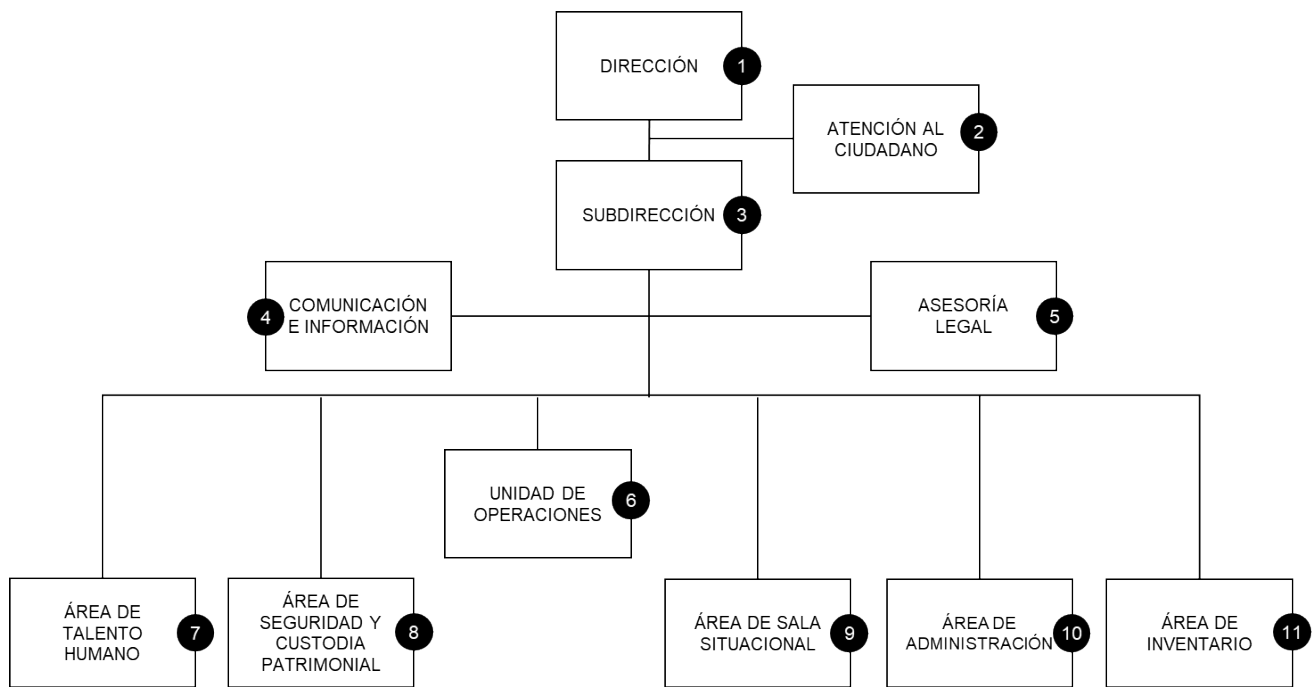 DIRECCIÓN
1
ATENCIÓN AL
CIUDADANO
2
SUBDIRECCIÓN
3
COMUNICACIÓN
E INFORMACIÓN
4
ASESORÍA
LEGAL
5
UNIDAD DE
OPERACIONES
6
ÁREA DE
TALENTO
HUMANO
7
ÁREA DE
SEGURIDAD Y
CUSTODIA
PATRIMONIAL
8
ÁREA DE SALA
SITUACIONAL
9
ÁREA DE
ADMINISTRACIÓN
10
ÁREA DE
INVENTARIO
11